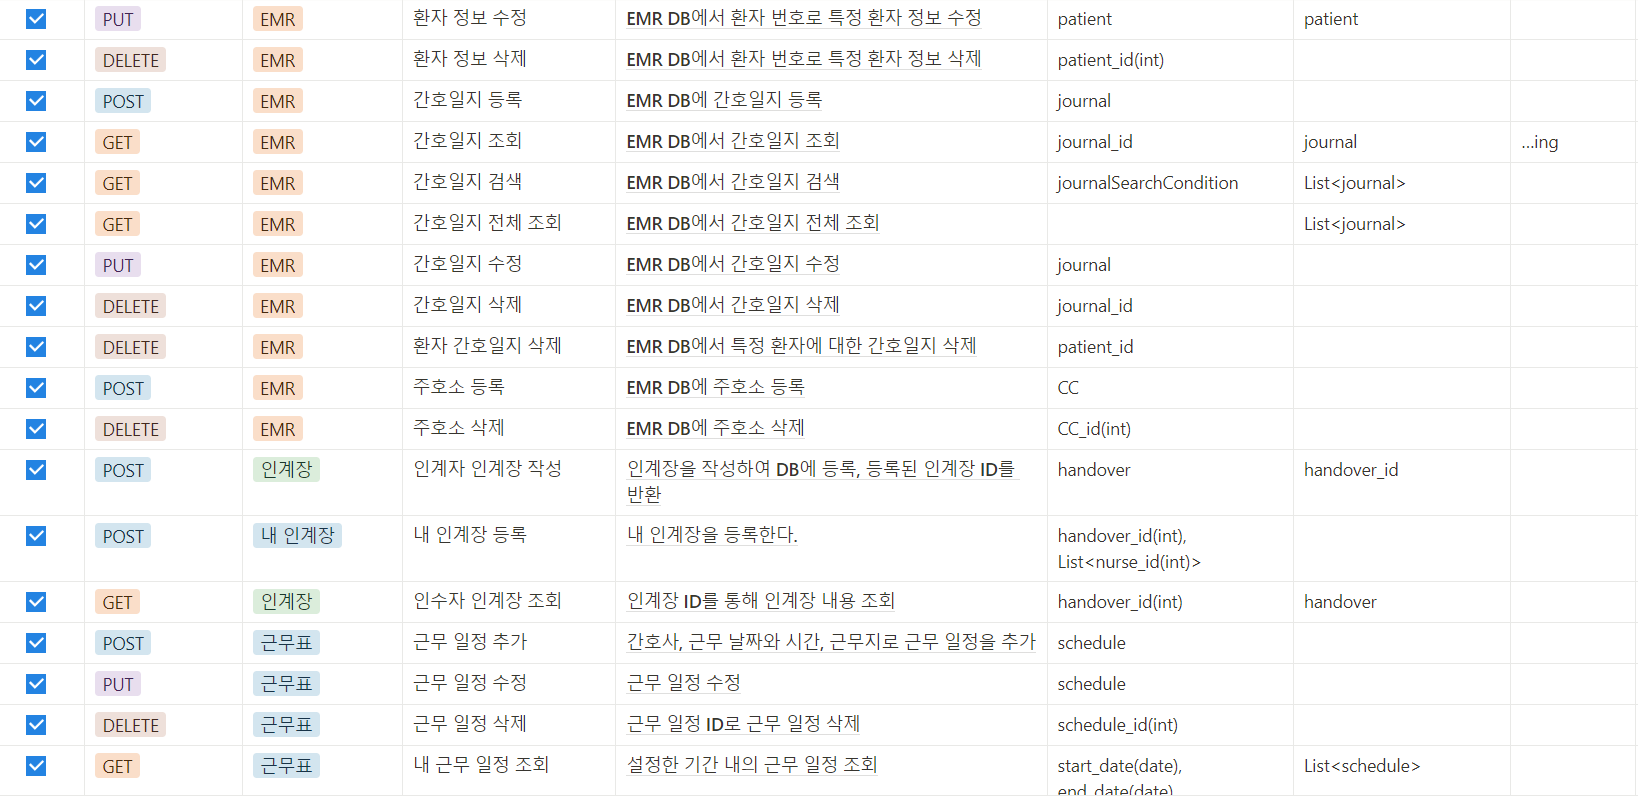 PUT EMR 환자 정보 수정 EMR DB에서 환자 번호로 특정 환자 정보 수정 patient patient
DELETE EMR 환자 정보 삭제 EMR DB에서 환자 번호로 특정 환자 정보 삭제 patient_id(int)
POST EMR 간호일지 등록 EMR DB에 간호일지 등록 journal
GET EMR 간호일지 조회 EMR DB에서 간호일지 조회 journal_id journal ...ing
GET EMR 간호일지 검색 EMR DB에서 간호일지 검색 journalSearchCondition List<journal>
GET EMR 간호일지 전체 조회 EMR DB에서 간호일지 전체 조회 List<journal>
PUT EMR 간호일지 수정 EMR DB에서 간호일지 수정 journal
DELETE EMR 간호일지 삭제 EMR DB에서 간호일지 삭제 journal_id
DELETE EMR 환자 간호일지 삭제 EMR DB에서 특정 환자에 대한 간호일지 삭제 patient_id
POST EMR 주호소 등록 EMR DB에 주호소 등록 CC
DELETE EMR 주호소 삭제 EMR DB에 주호소 삭제 CC_id(int)
POST 인계장 인계자 인계장 작성 인계장을 작성하여 DB에 등록, 등록된 인계장 ID를 handover handover_id
반환
POST 내 인계장 내 인계장 등록 내 인계장을 등록한다. handover_id(int),
List<nurse_id(int)>
GET 인계장 인수자 인계장 조회 인계장 ID를 통해 인계장 내용 조회 handover_id(int) handover
POST 근무표 근무 일정 추가 간호사, 근무 날짜와 시간, 근무지로 근무 일정을 추가 schedule
PUT 근무표 근무 일정 수정 근무 일정 수정 schedule
DELETE 근무표 근무 일정 삭제 근무 일정 ID로 근무 일정 삭제 schedule_id(int)
GET 근무표 내 근무 일정 조회 설정한 기간 내의 근무 일정 조회 start_date(date), List<schedule>
end_date(date)